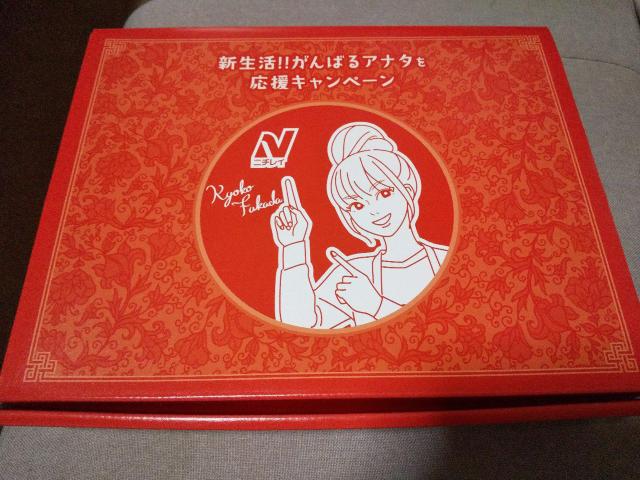 新生活!!がんばるアナタを
応援キャンペーン
N
ニチレイ
Kyoko
Fukada